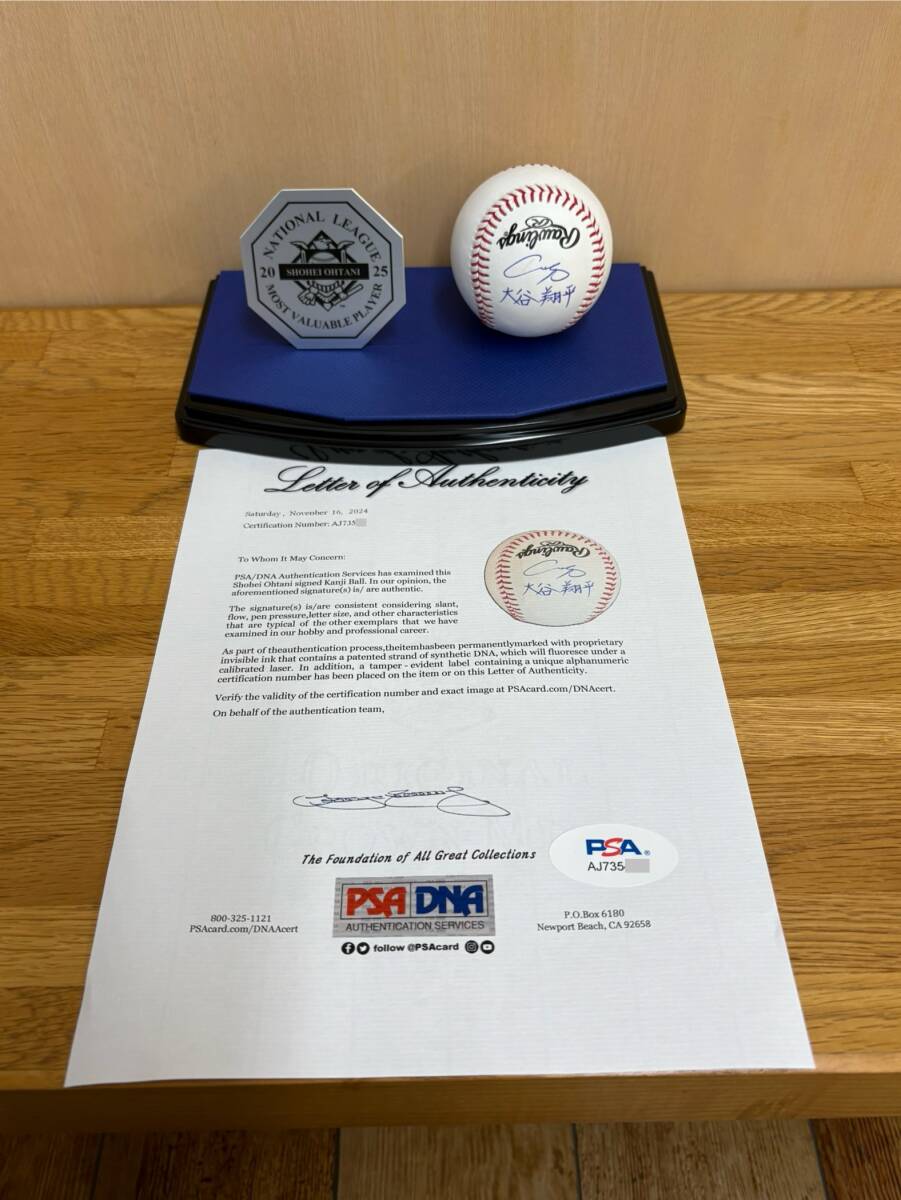 NATIONAL LEAGUE
20 SHOHEI OHTANI 25
MOST VALUABLE PLAYER
Rawlings
大谷翔平
Letter of Authenticity
Saturday, November 16, 2024
Certification Number: AJ735
To Whom It May Concern:
PSA/DNA Authentication Services has examined this
Shohei Ohtani signed Kanji Ball. In our opinion, the
aforementioned signature(s) is/ are authentic.
The signature(s) is/are consistent considering slant,
flow, pen pressure,letter size, and other characteristics
that are typical of the other exemplars that we have
examined in our hobby and professional career.
Rawlings
大谷翔平
As part of theauthentication process,theitemhasbeen permanentlymarked with proprietary
invisible ink that contains a patented strand of synthetic DNA, which will fluoresce under a
calibrated laser. In addition, a tamper - evident label containing a unique alphanumeric
certification number has been placed on the item or on this Letter of Authenticity.
Verify the validity of the certification number and exact image at PSAcard.com/DNAcert.
On behalf of the authentication team,
The Foundation of All Great Collections
PSA®
AJ735
PSA DNA
AUTHENTICATION SERVICES
follow @PSAcard
800-325-1121
PSAcard.com/DNAAcert
P.O.Box 6180
Newport Beach, CA 92658